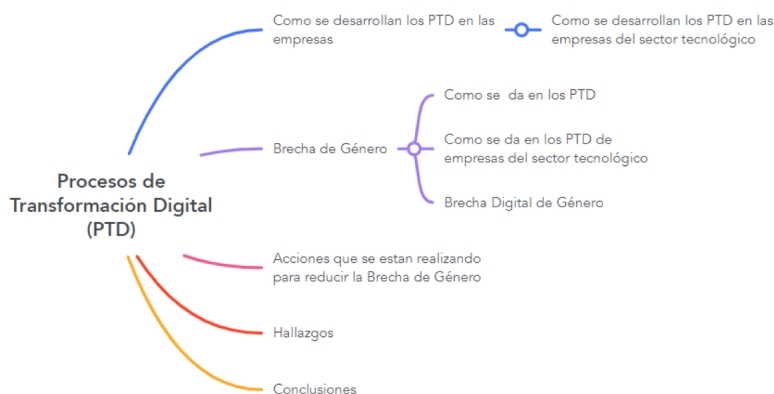 Como se desarrollan los PTD en las
empresas
Como se desarrollan los PTD en las
empresas del sector tecnológico
Como se da en los PTD
Brecha de Género
Como se da en los PTD de
empresas del sector tecnológico
Brecha Digital de Género
Procesos de
Transformación Digital
(PTD)
Acciones que se estan realizando
para reducir la Brecha de Género
Hallazgos
Conclusiones